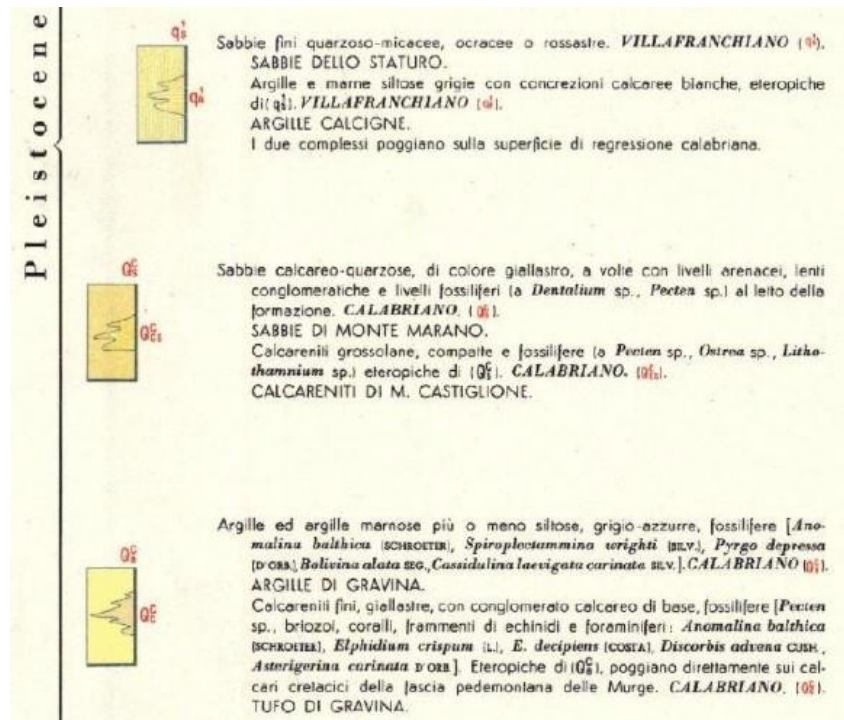 Pleistocene
Sabbie fini quarzoso-micacee, ocracee o rossastre. VILLAFRANCHIANO
SABBIE DELLO STATURO.
Argille e marne siltose grigie con concrezioni calcaree bianche, eteropiche
di VILLAFRANCHIANO
ARGILLE CALCIGNE.
I due complessi poggiano sulla superficie di regressione calabriana.
Sabbie calcareo-quarzose, di colore giallastro, a volte con livelli arenacei, lenti
conglomeratiche e livelli fossiliferi (a Dentalium sp., Pecten sp.) al letto della
formazione. CALABRIANO.
SABBIE DI MONTE MARANO.
Calcareniti grossolane, compatte e fossilifere (a Pecten sp., Ostrea sp., Litho-
thamnium sp.) eteropiche di CALABRIANO.
CALCARENITI DI M. CASTIGLIONE.
Argille ed argille marnose più o meno siltose, grigio-azzurre, fossilifere [Ano-
malina balthica (SCHROETER), Spiroplectammina wrighti (SILV.), Pyrgo depressa
(D'ORB.), Bolivina alata SEG., Cassidulina laevigata carinata SILV.]. CALABRIANO
ARGILLE DI GRAVINA.
Calcareniti fini, giallastre, con conglomerato calcareo di base, fossilifere [Pecten
sp., briozoi, coralli, frammenti di echinidi e foraminiferi: Anomalina balthica
(SCHROETER), Elphidium crispum (L.), E. decipiens (COSTA), Discorbis advena CUSH.,
Asterigerina carinata D'ORB]. Eteropiche di poggiano direttamente sui cal-
cari cretacici della fascia pedemontana delle Murge. CALABRIANO.
TUFO DI GRAVINA.